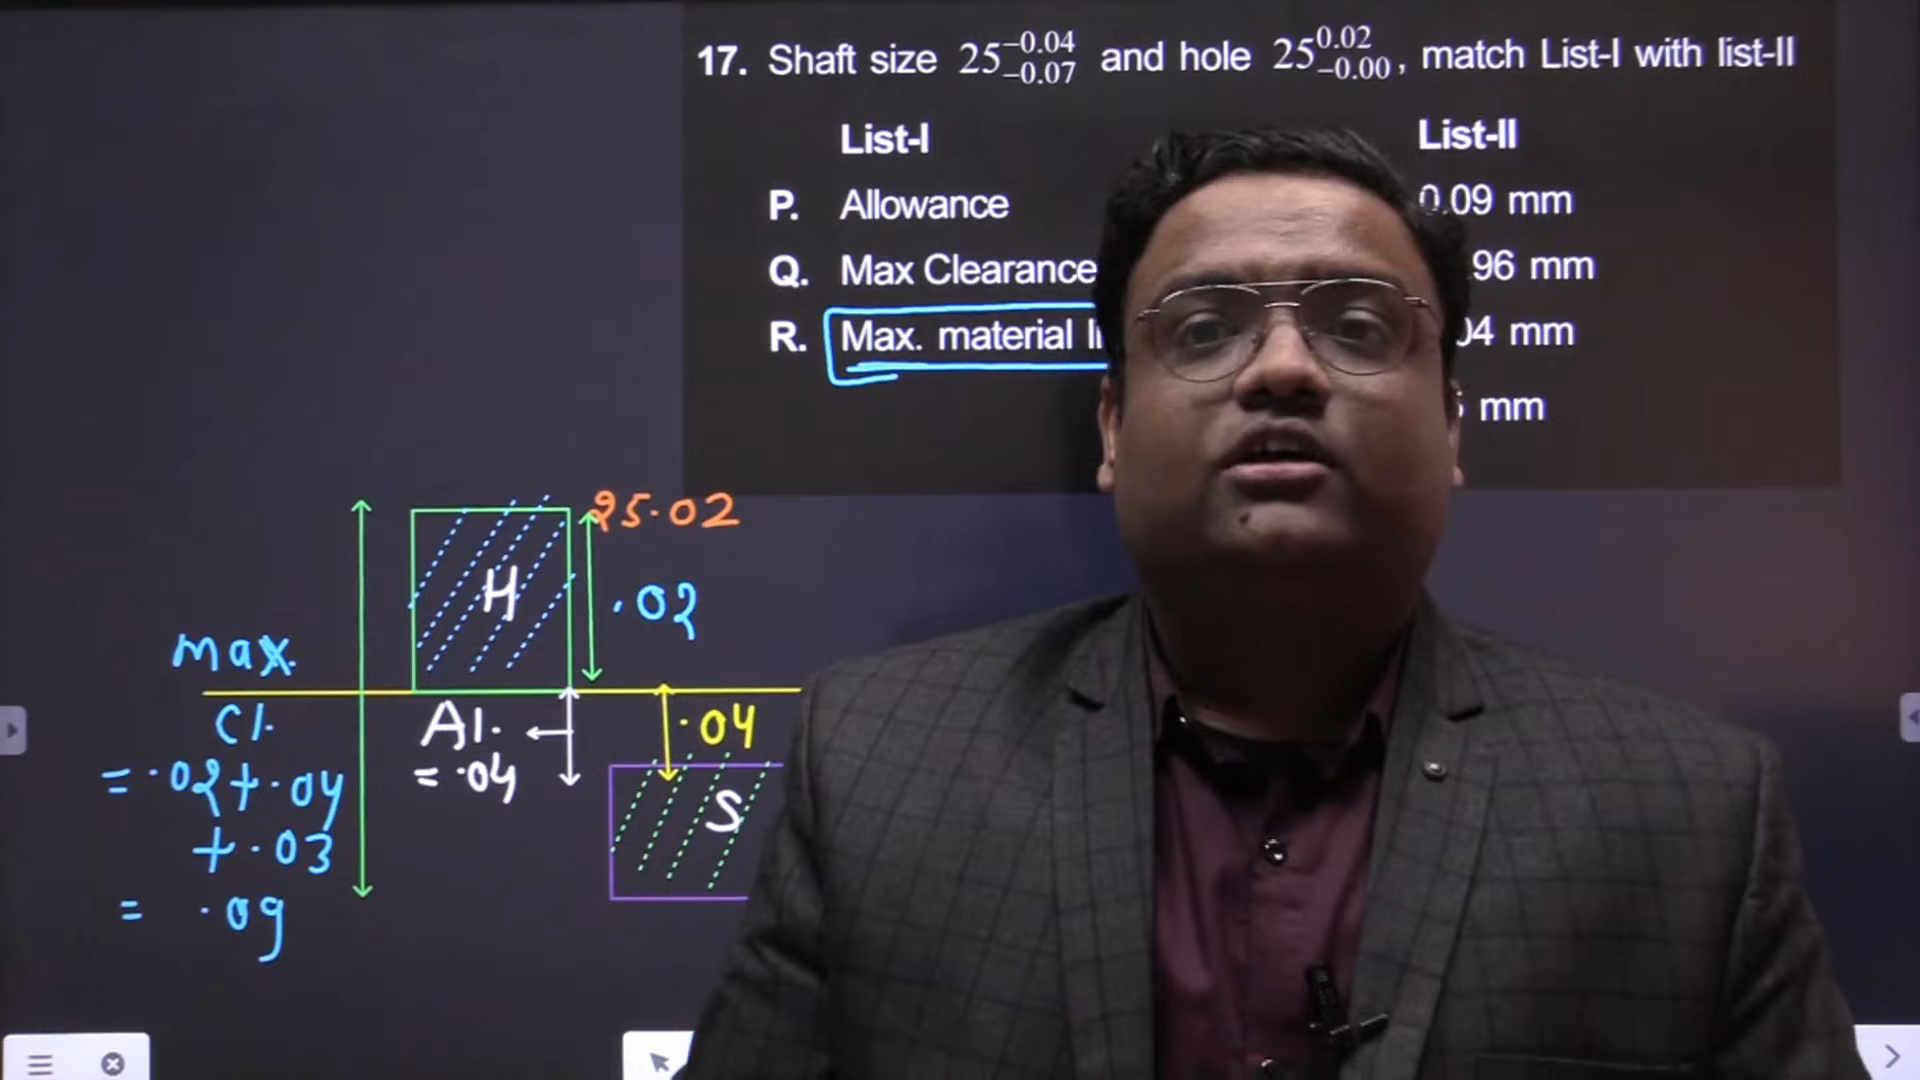 17. Shaft size 25 −0.04 −0.07 and hole 25 0.02 −0.00, match List-I with list-II
List-I List-II
P. Allowance 0.09 mm
Q. Max Clearance .96 mm
R. Max. material 04 mm
mm
25.02
H
.02
max.
Cl.
= .02+.04
+ .03
= .09
Al.
= .04
.04
S